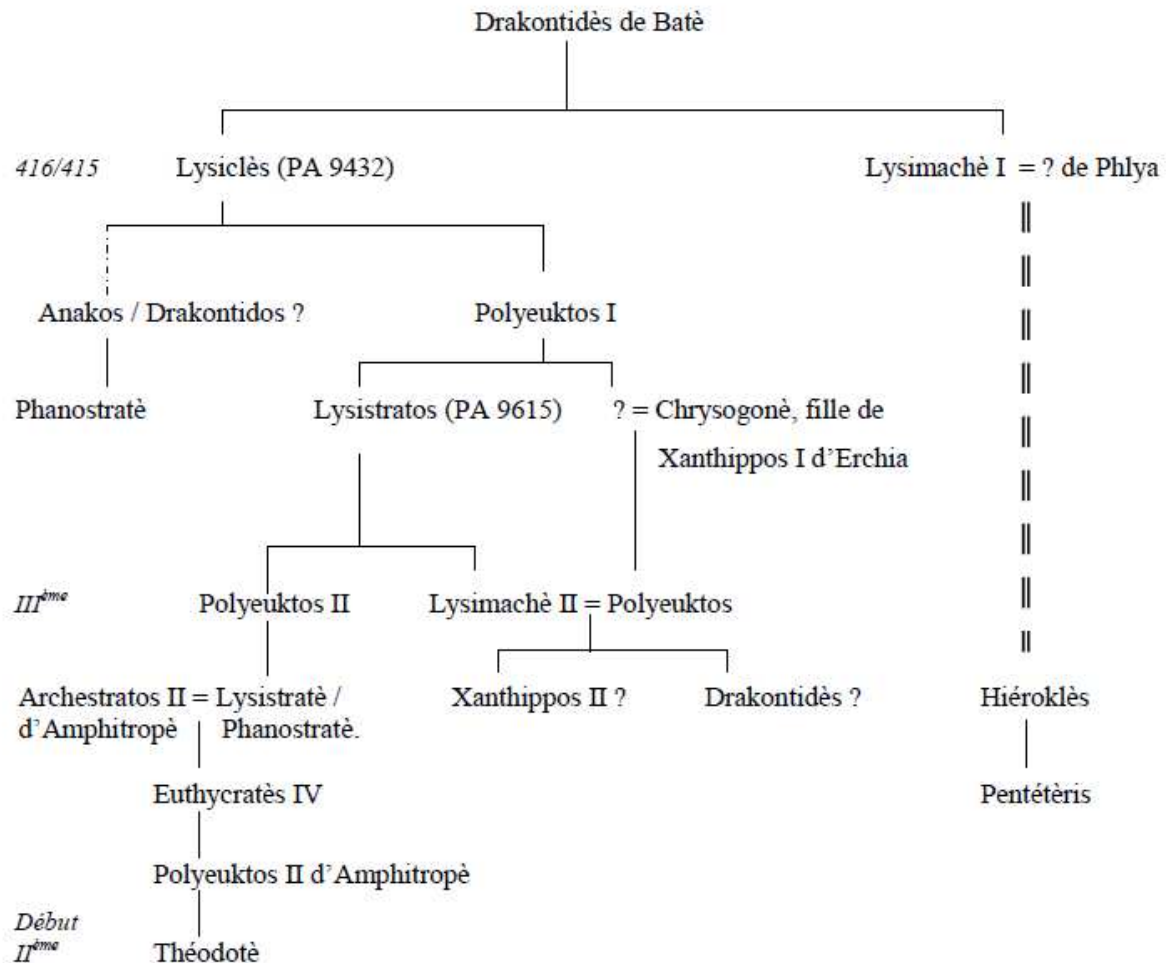 Drakontidès de Batè
416/415 Lysiclès (PA 9432) Lysimachè I = ? de Phlya
Anakos / Drakontidos ? Polyeuktos I
Phanostratè Lysistratos (PA 9615) ? = Chrysogonè, fille de
Xanthippos I d’Erchia
IIIème Polyeuktos II Lysimachè II = Polyeuktos
Archestratos II = Lysistratè / Xanthippos II ? Drakontidès ? Hiéroklès
d’Amphitropè Phanostratè.
Euthycratès IV Pentétèris
Polyeuktos II d’Amphitropè
Début
IIème Théodotè